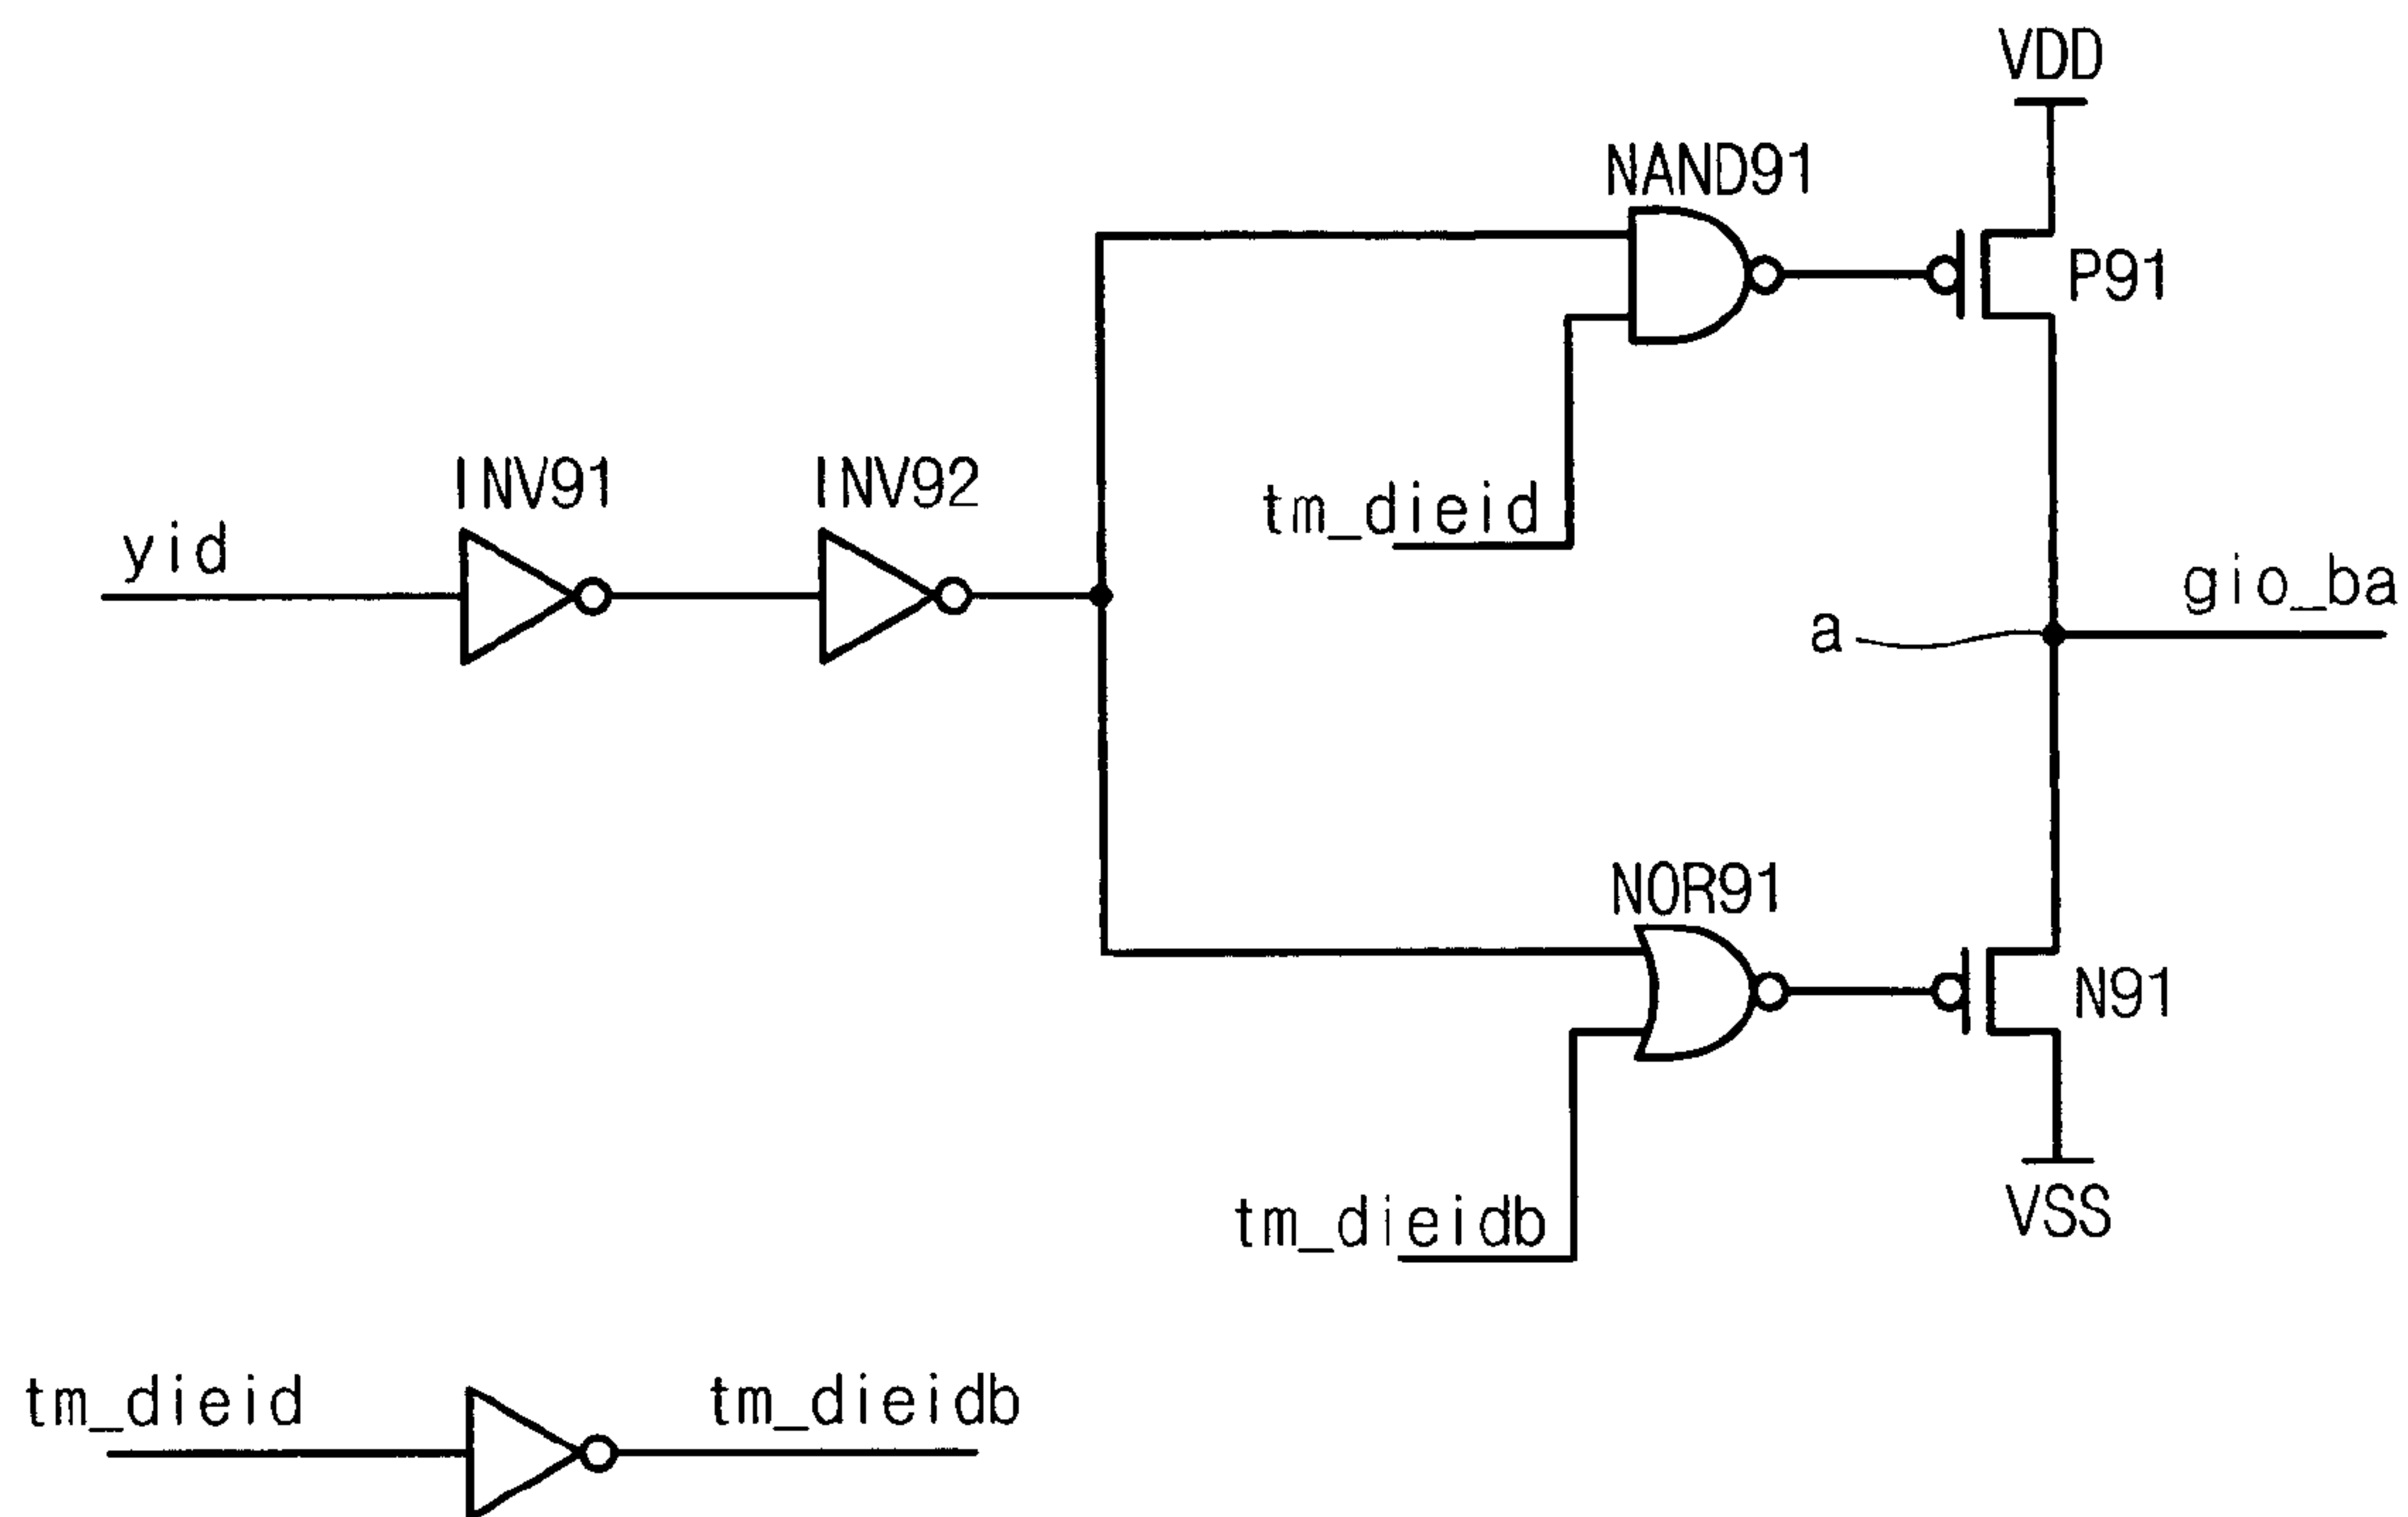 VDD
NAND91
P91
INV91
INV92
tm_dieid
yid
gio_ba
a
NOR91
N91
tm_dieidb
VSS
tm_dieid
tm_dieidb